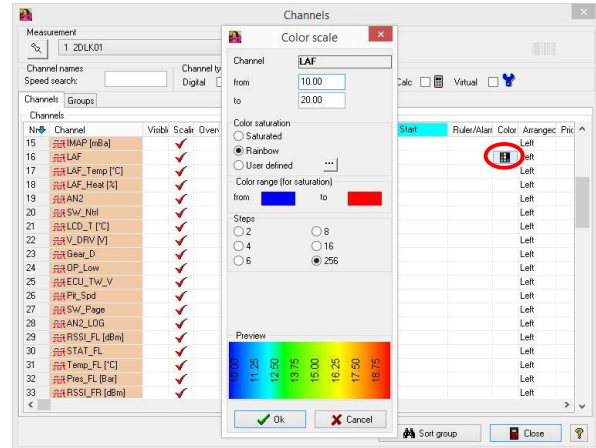 Channels
Measurement
1 2DLK01
Channel names
Speed search:
Channel ty
Digital
Calc
Virtual
Channels Groups
Channels
Nr Channel Visibl Scalin Over Start Ruler/Alarr Color Arrangec Pric
15 IMAP [mBa] Left
16 LAF Left
17 LAF_Temp [°C] Left
18 LAF_Heat [%] Left
19 AN2 Left
20 SW_Ntrl Left
21 LCD_T [°C] Left
22 V_DRV [V] Left
23 Gear_D Left
24 OP_Low Left
25 ECU_TW_V Left
26 Pit_Spd Left
27 SW_Page Left
28 AN2_LOG Left
29 RSSI_FL [dBm] Left
30 STAT_FL Left
31 Temp_FL [°C] Left
32 Pres_FL [Bar] Left
33 RSSI_FR [dBm] Left
Sort group
Close
Color scale
Channel LAF
from 10.00
to 20.00
Color saturation
Saturated
Rainbow
User defined ...
Color range (for saturation)
from to
Steps
2 8
4 16
6 256
Preview
10.00 11.25 12.50 13.75 15.00 16.25 17.50 18.75
Ok Cancel